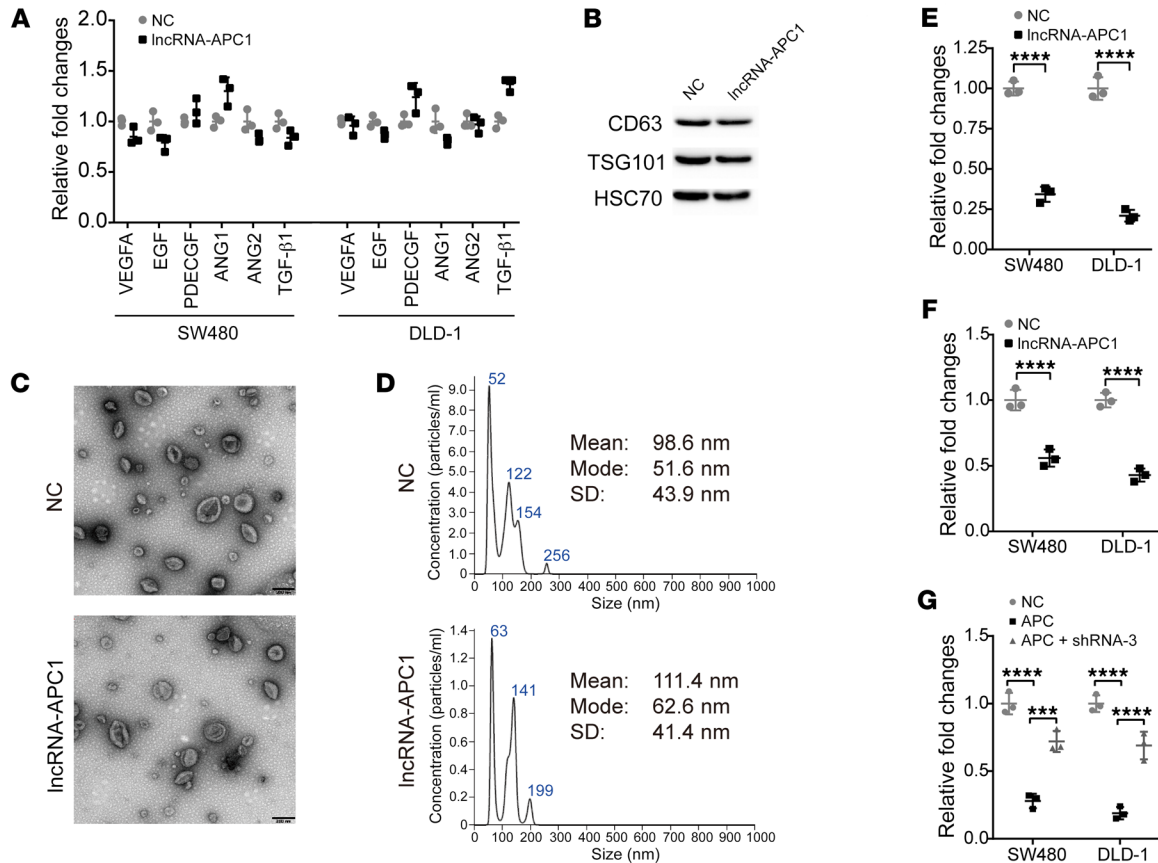 A
Relative fold changes
2.0
1.5
1.0
0.5
0.0
NC
lncRNA-APC1
VEGFA
EGF
PDECGF
ANG1
ANG2
TGF-β1
VEGFA
EGF
PDECGF
ANG1
ANG2
TGF-β1
SW480
DLD-1
B
NC
lncRNA-APC1
CD63
TSG101
HSC70
C
NC
lncRNA-APC1
D
NC
Concentration (particles/ml)
9.0
8.0
7.0
6.0
5.0
4.0
3.0
2.0
1.0
0
52
122
154
256
Mean: 98.6 nm
Mode: 51.6 nm
SD: 43.9 nm
0 100 200 300 400 500 600 700 800 900 1000
Size (nm)
lncRNA-APC1
Concentration (particles/ml)
1.4
1.2
1.0
0.8
0.6
0.4
0.2
0
63
141
199
Mean: 111.4 nm
Mode: 62.6 nm
SD: 41.4 nm
0 100 200 300 400 500 600 700 800 900 1000
Size (nm)
E
NC
lncRNA-APC1
Relative fold changes
1.25
1.00
0.75
0.50
0.25
0.00
****
****
SW480
DLD-1
F
NC
lncRNA-APC1
Relative fold changes
1.5
1.0
0.5
0.0
****
****
SW480
DLD-1
G
NC
APC
APC + shRNA-3
Relative fold changes
1.5
1.0
0.5
0.0
****
***
****
****
SW480
DLD-1